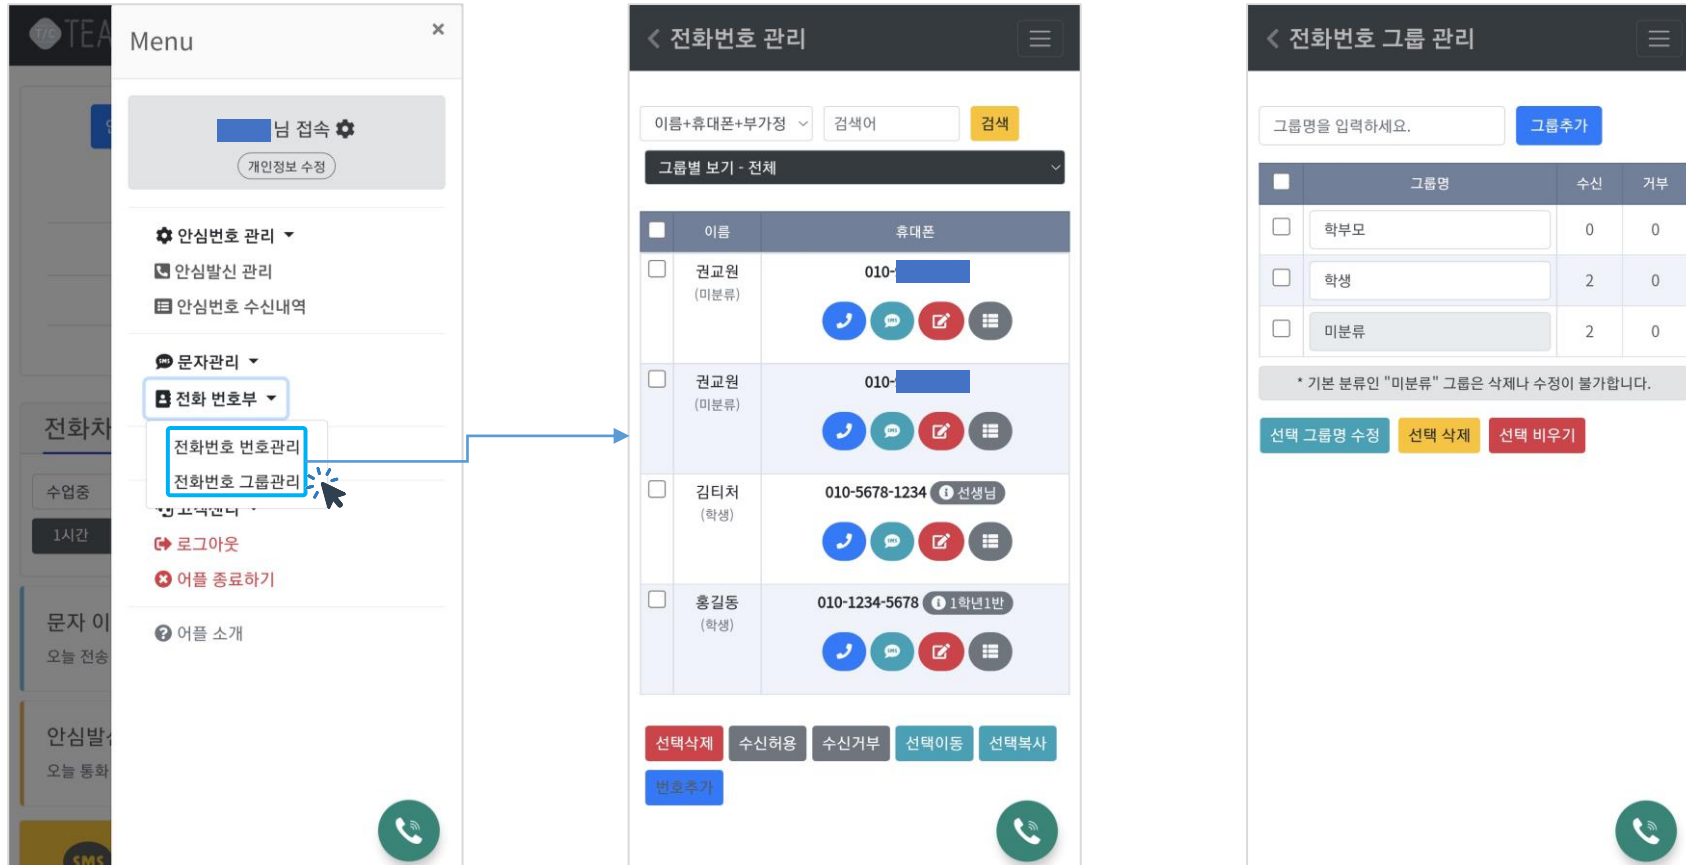 TEA
Menu
×
님 접속
개인정보 수정
안심번호 관리
안심발신 관리
안심번호 수신내역
문자관리
전화 번호부
전화번호 번호관리
전화번호 그룹관리
고객센터
로그아웃
어플 종료하기
어플 소개
전화차
수업중
1시간
문자 이
오늘 전송
안심발
오늘 통화
SMS
전화번호 관리
이름+휴대폰+부가정
검색어
검색
그룹별 보기 - 전체
이름 휴대폰
권교원 010-
(미분류)
권교원 010-
(미분류)
김티처 010-5678-1234 선생님
(학생)
홍길동 010-1234-5678 1학년1반
(학생)
선택삭제 수신허용 수신거부 선택이동 선택복사
번호추가
전화번호 그룹 관리
그룹명을 입력하세요. 그룹추가
그룹명 수신 거부
학부모 0 0
학생 2 0
미분류 2 0
* 기본 분류인 "미분류" 그룹은 삭제나 수정이 불가합니다.
선택 그룹명 수정 선택 삭제 선택 비우기